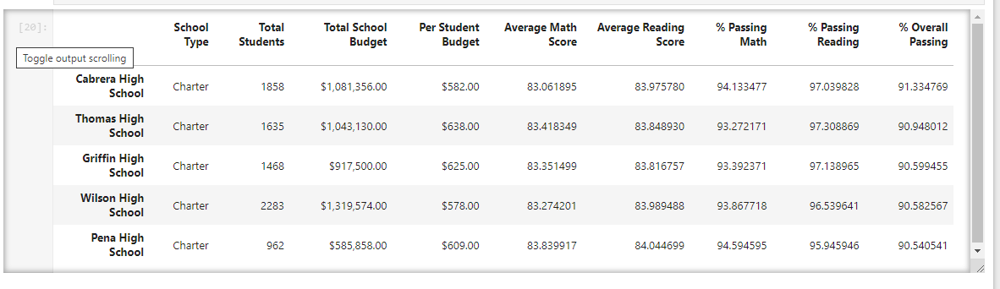 [20]:
School Type Total Students Total School Budget Per Student Budget Average Math Score Average Reading Score % Passing Math % Passing Reading % Overall Passing
Toggle output scrolling
Cabrera High School Charter 1858 $1,081,356.00 $582.00 83.061895 83.975780 94.133477 97.039828 91.334769
Thomas High School Charter 1635 $1,043,130.00 $638.00 83.418349 83.848930 93.272171 97.308869 90.948012
Griffin High School Charter 1468 $917,500.00 $625.00 83.351499 83.816757 93.392371 97.138965 90.599455
Wilson High School Charter 2283 $1,319,574.00 $578.00 83.274201 83.989488 93.867718 96.539641 90.582567
Pena High School Charter 962 $585,858.00 $609.00 83.839917 84.044699 94.594595 95.945946 90.540541